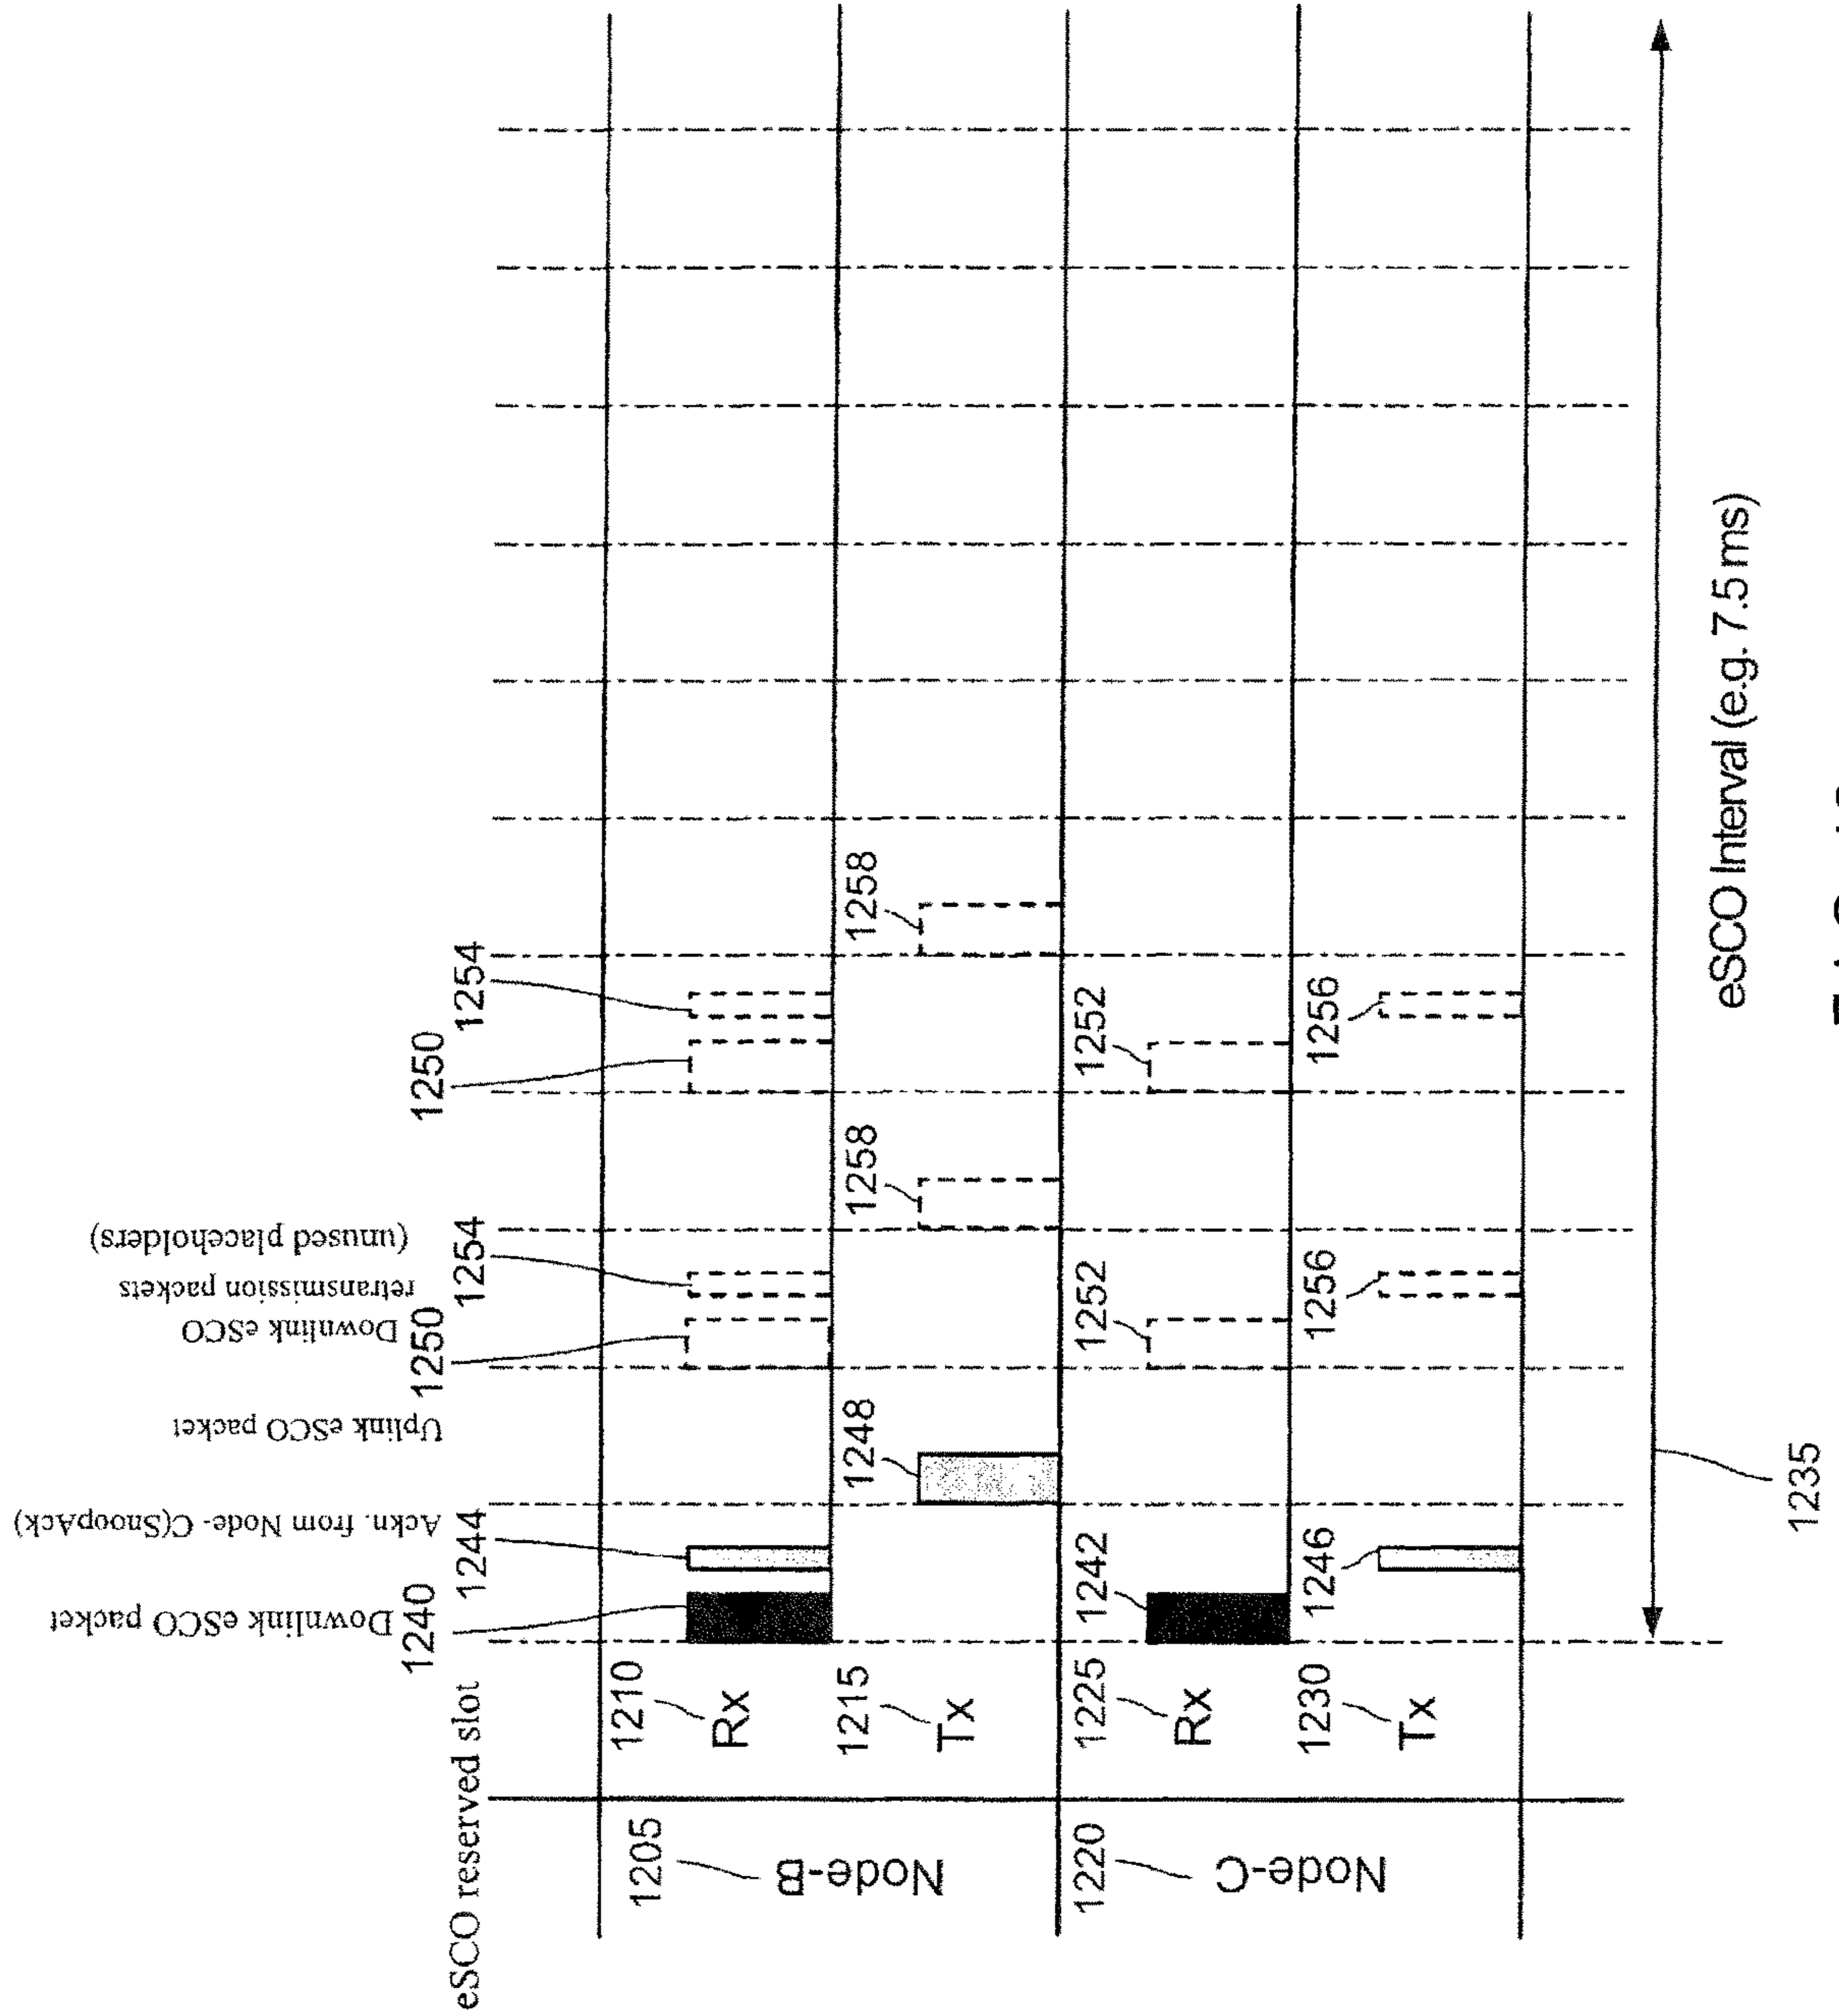 eSCO reserved slot
Downlink eSCO packet
1240
Ackn. from Node- C(SnoopAck)
1244
Uplink eSCO packet
Downlink eSCO
retransmission packets
(unused placeholders)
1250
1254
1250
1254
1205
Node-B
1210
Rx
1215
Tx
1248
1258
1258
1220
Node-C
1225
Rx
1242
1252
1252
1230
Tx
1246
1256
1256
1235
eSCO Interval (e.g. 7.5 ms)